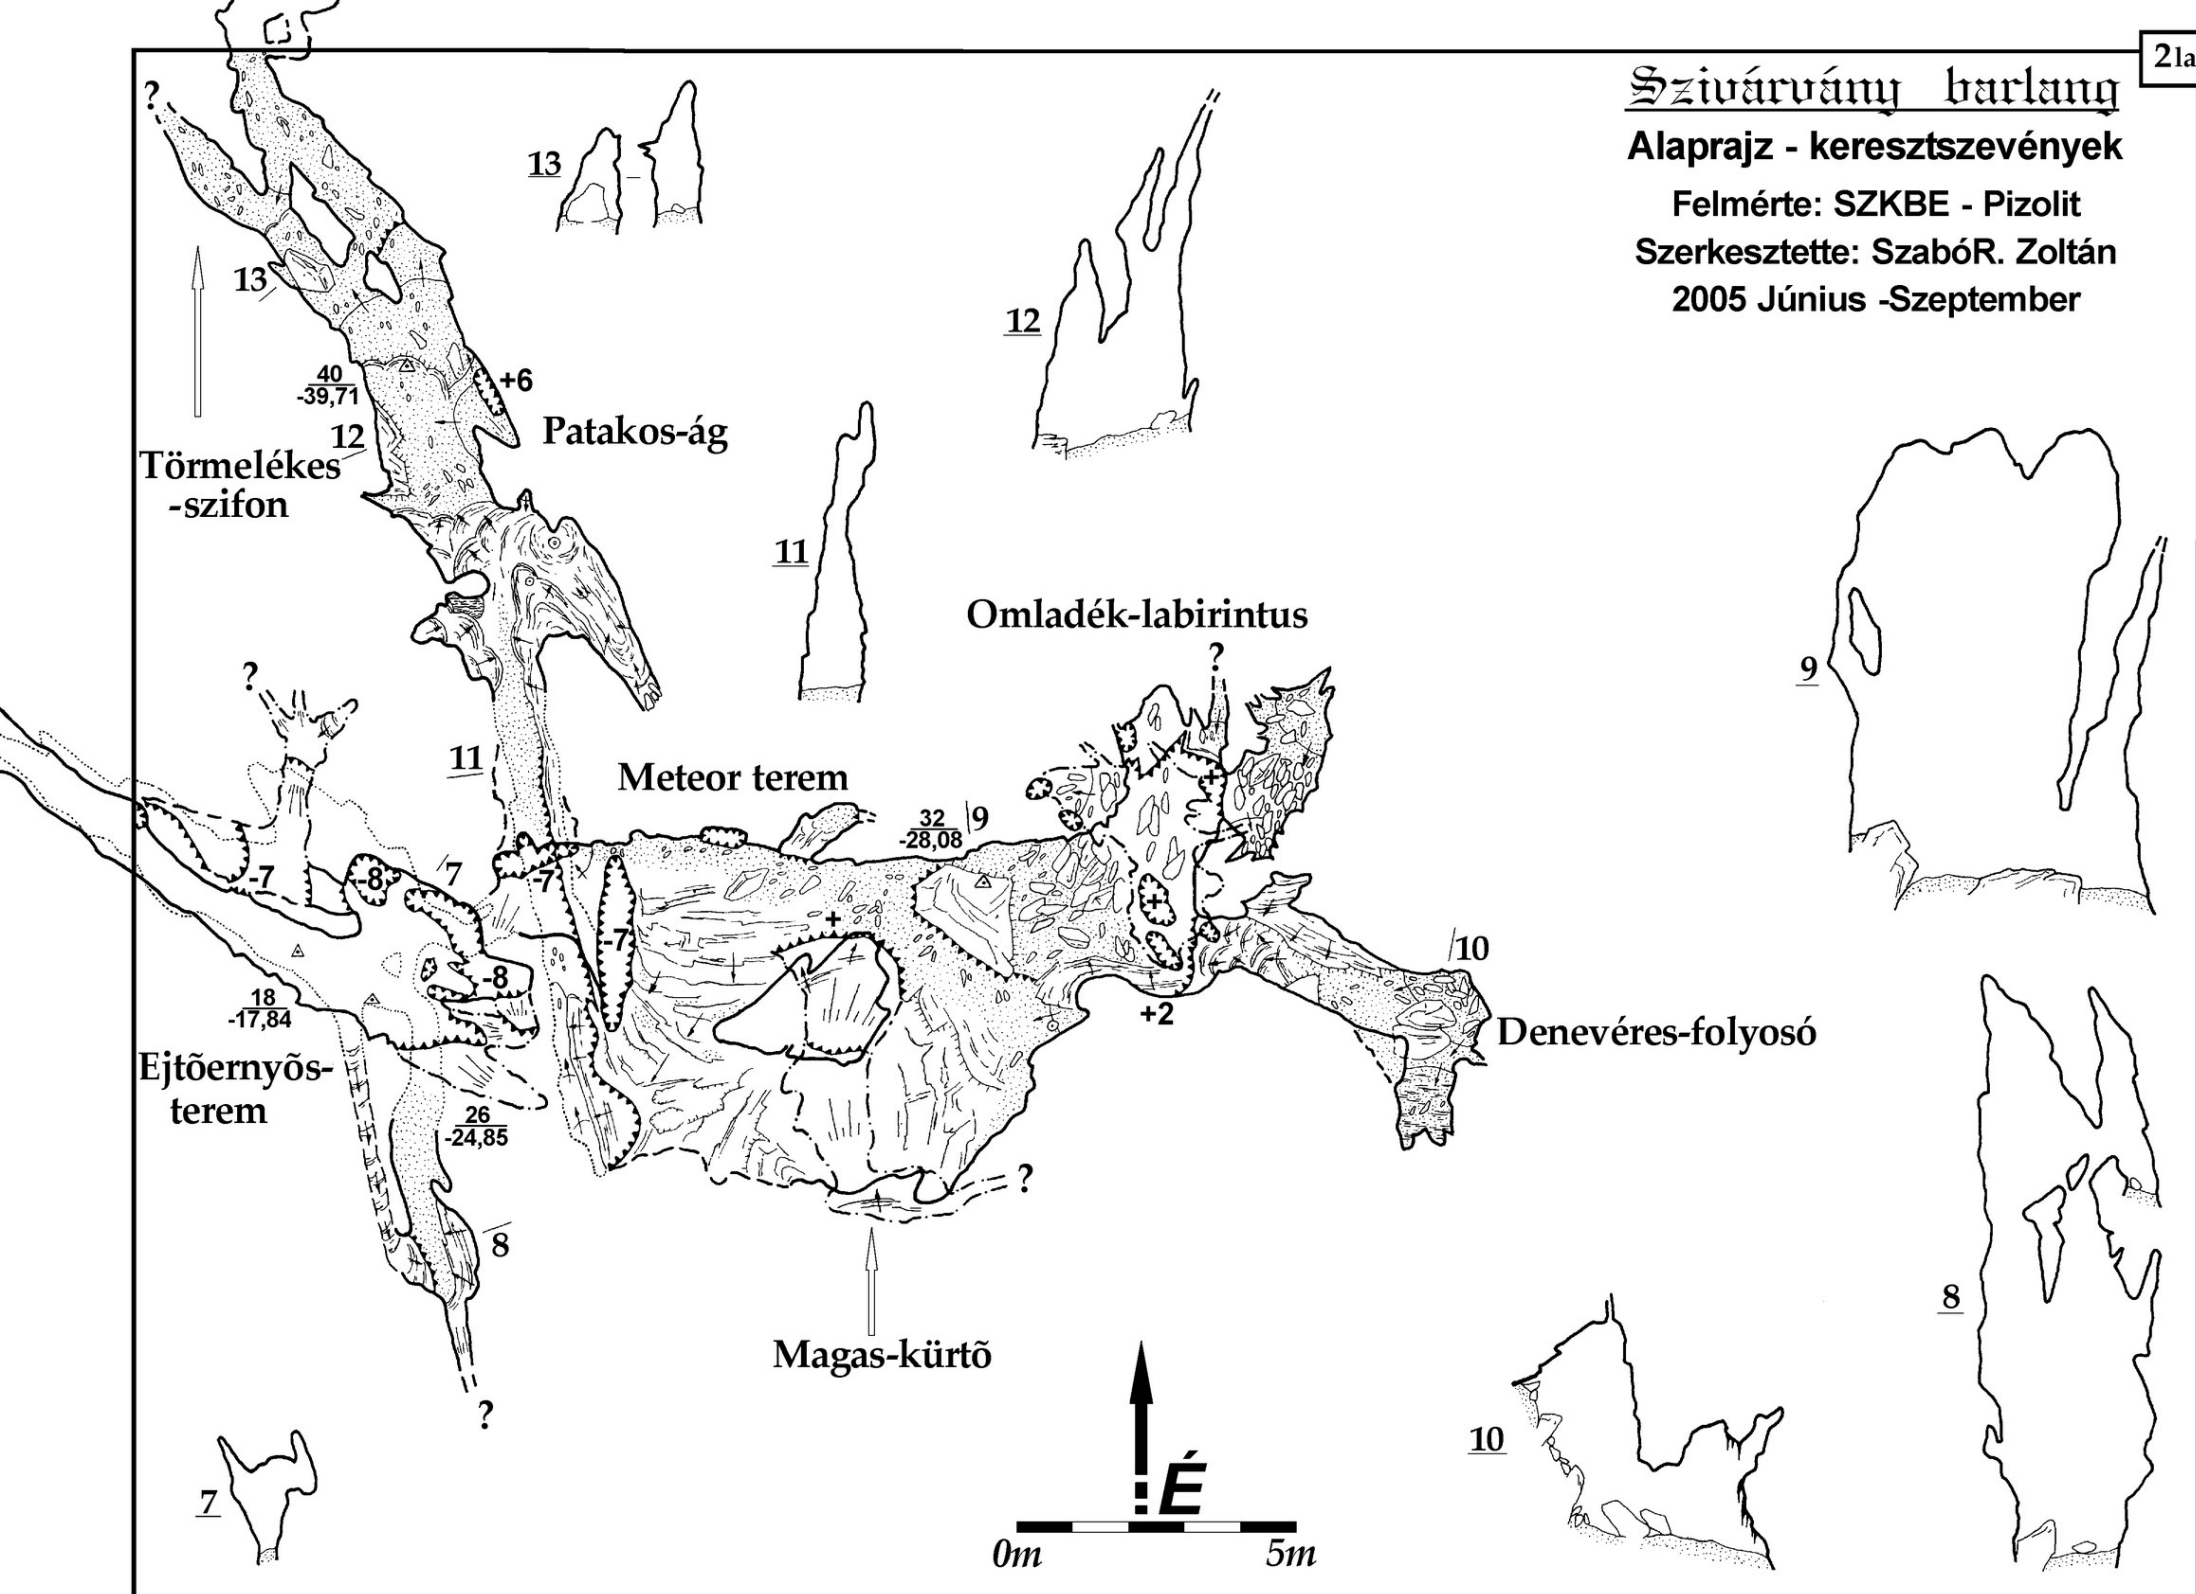 2la
Szivárvány barlang
Alaprajz - keresztszevények
Felmérte: SZKBE - Pizolit
Szerkesztette: SzabóR. Zoltán
2005 Június -Szeptember
?
13
13
12
40
-39,71
+6
12
Patakos-ág
Törmelékes
-szifon
11
Omladék-labirintus
?
9
?
11
Meteor terem
32
-28,08
9
+
-7
-8
7
-7
-7
+
+
-8
10
18
-17,84
+2
Denevéres-folyosó
Ejtõernyõs-
terem
26
-24,85
?
8
8
Magas-kürtõ
?
10
7
É
0m
5m